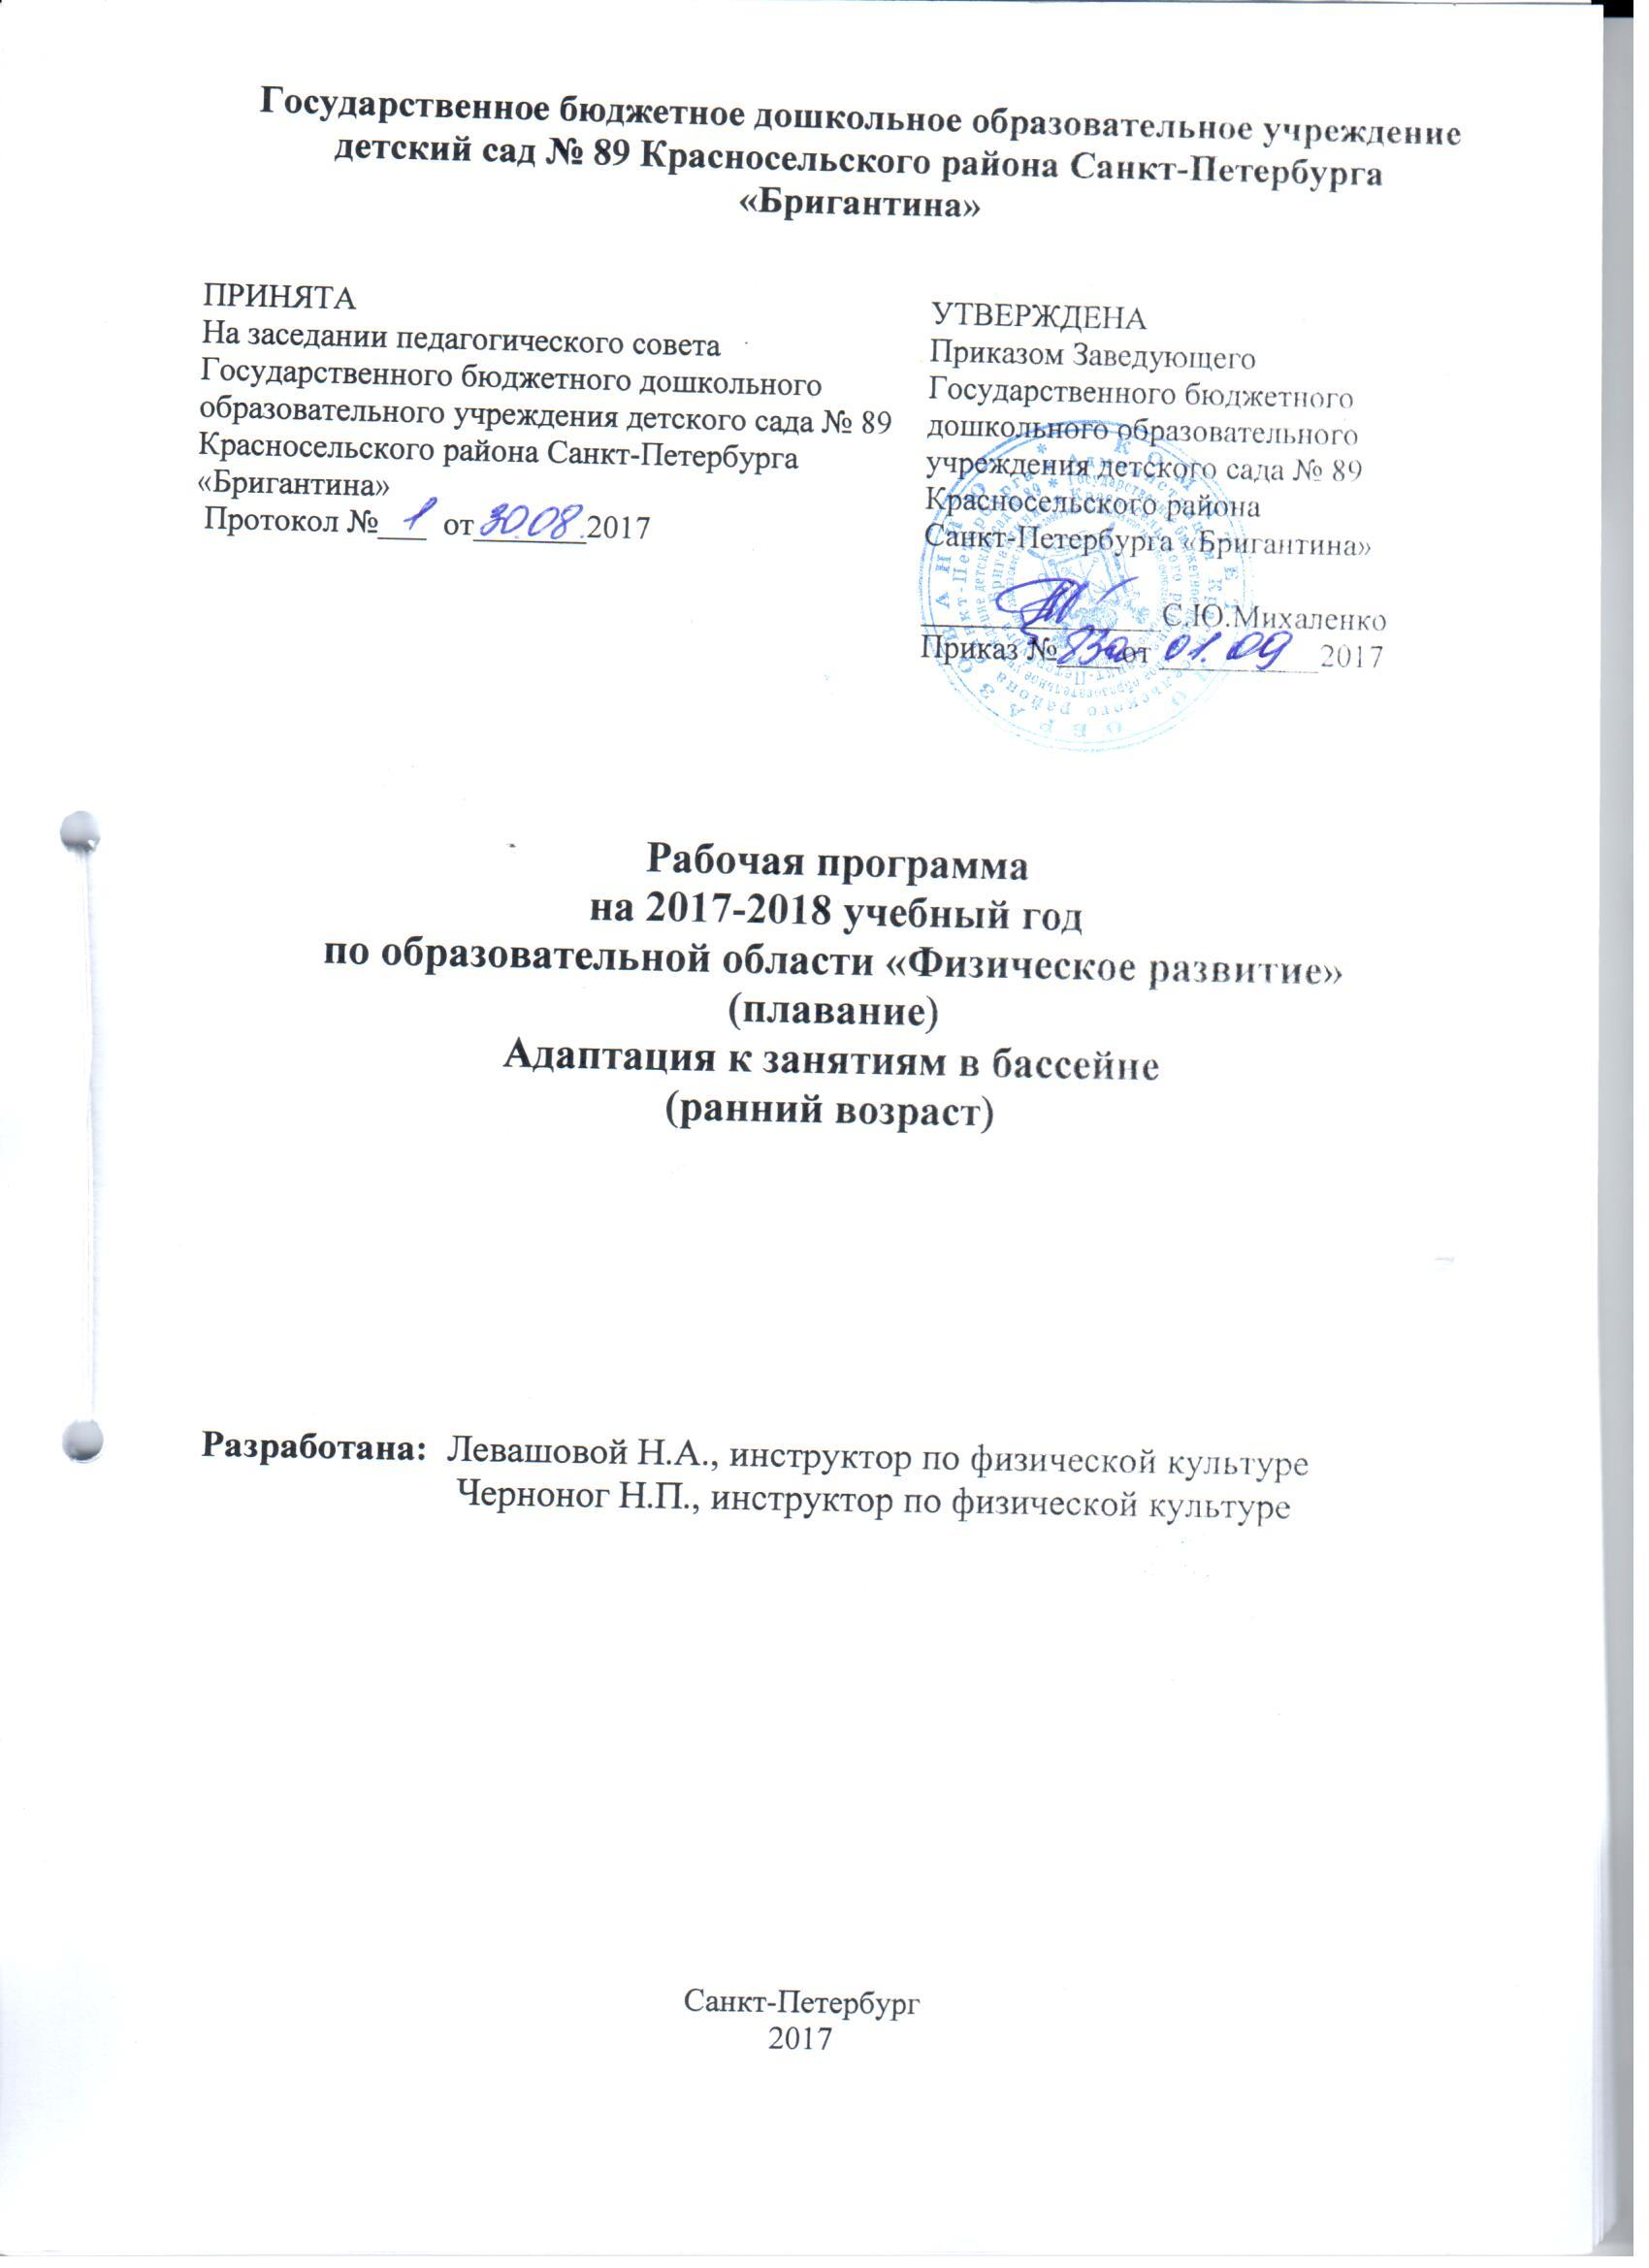 Государственное бюджетное дошкольное образовательное учреждение
детский сад № 89 Красносельского района Санкт-Петербурга
«Бригантина»
ПРИНЯТА
На заседании педагогического совета
Государственного бюджетного дошкольного
образовательного учреждения детского сада № 89
Красносельского района Санкт-Петербурга
«Бригантина»
Протокол № 1 от 30.08.2017
УТВЕРЖДЕНА
Приказом Заведующего
Государственного бюджетного
дошкольного образовательного
учреждения детского сада № 89
Красносельского района
Санкт-Петербурга «Бригантина»
С.Ю.Михаленко
Приказ № от 01.09 2017
Рабочая программа
на 2017-2018 учебный год
по образовательной области «Физическое развитие»
(плавание)
Адаптация к занятиям в бассейне
(ранний возраст)
Разработана: Левашовой Н.А., инструктор по физической культуре
Черноног Н.П., инструктор по физической культуре
Санкт-Петербург
2017